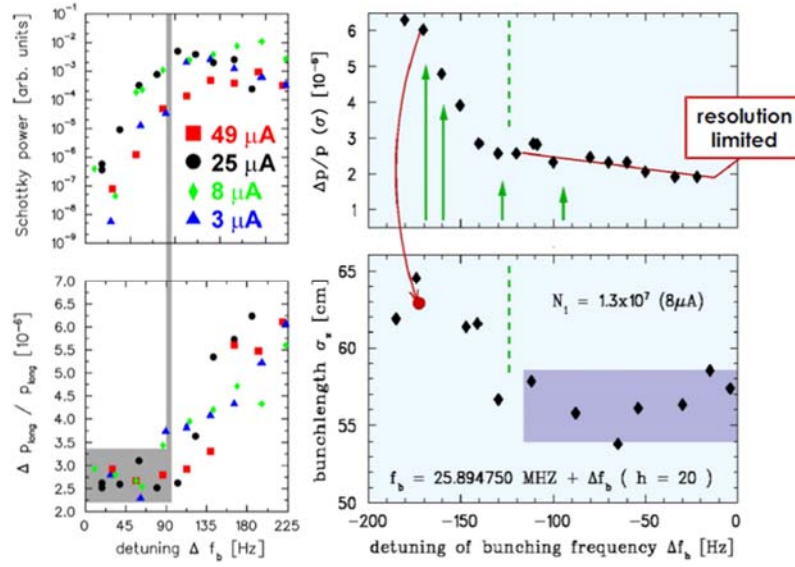 Schottky power [arb. units]
10⁻¹
10⁻²
10⁻³
10⁻⁴
10⁻⁵
10⁻⁶
10⁻⁷
10⁻⁸
10⁻⁹
49 μA
25 μA
8 μA
3 μA
Δ p_long / p_long [10⁻⁶]
7.0
6.5
6.0
5.5
5.0
4.5
4.0
3.5
3.0
2.5
2.0
0 45 90 135 180 225
detuning Δ f_b [Hz]
Δp/p (σ) [10⁻⁶]
6
5
4
3
2
1
resolution
limited
bunchlength σ_s [cm]
65
60
55
50
N_i = 1.3x10⁷ (8μA)
f_b = 25.894750 MHZ + Δf_b ( h = 20 )
−200 −150 −100 −50 0
detuning of bunching frequency Δf_b [Hz]